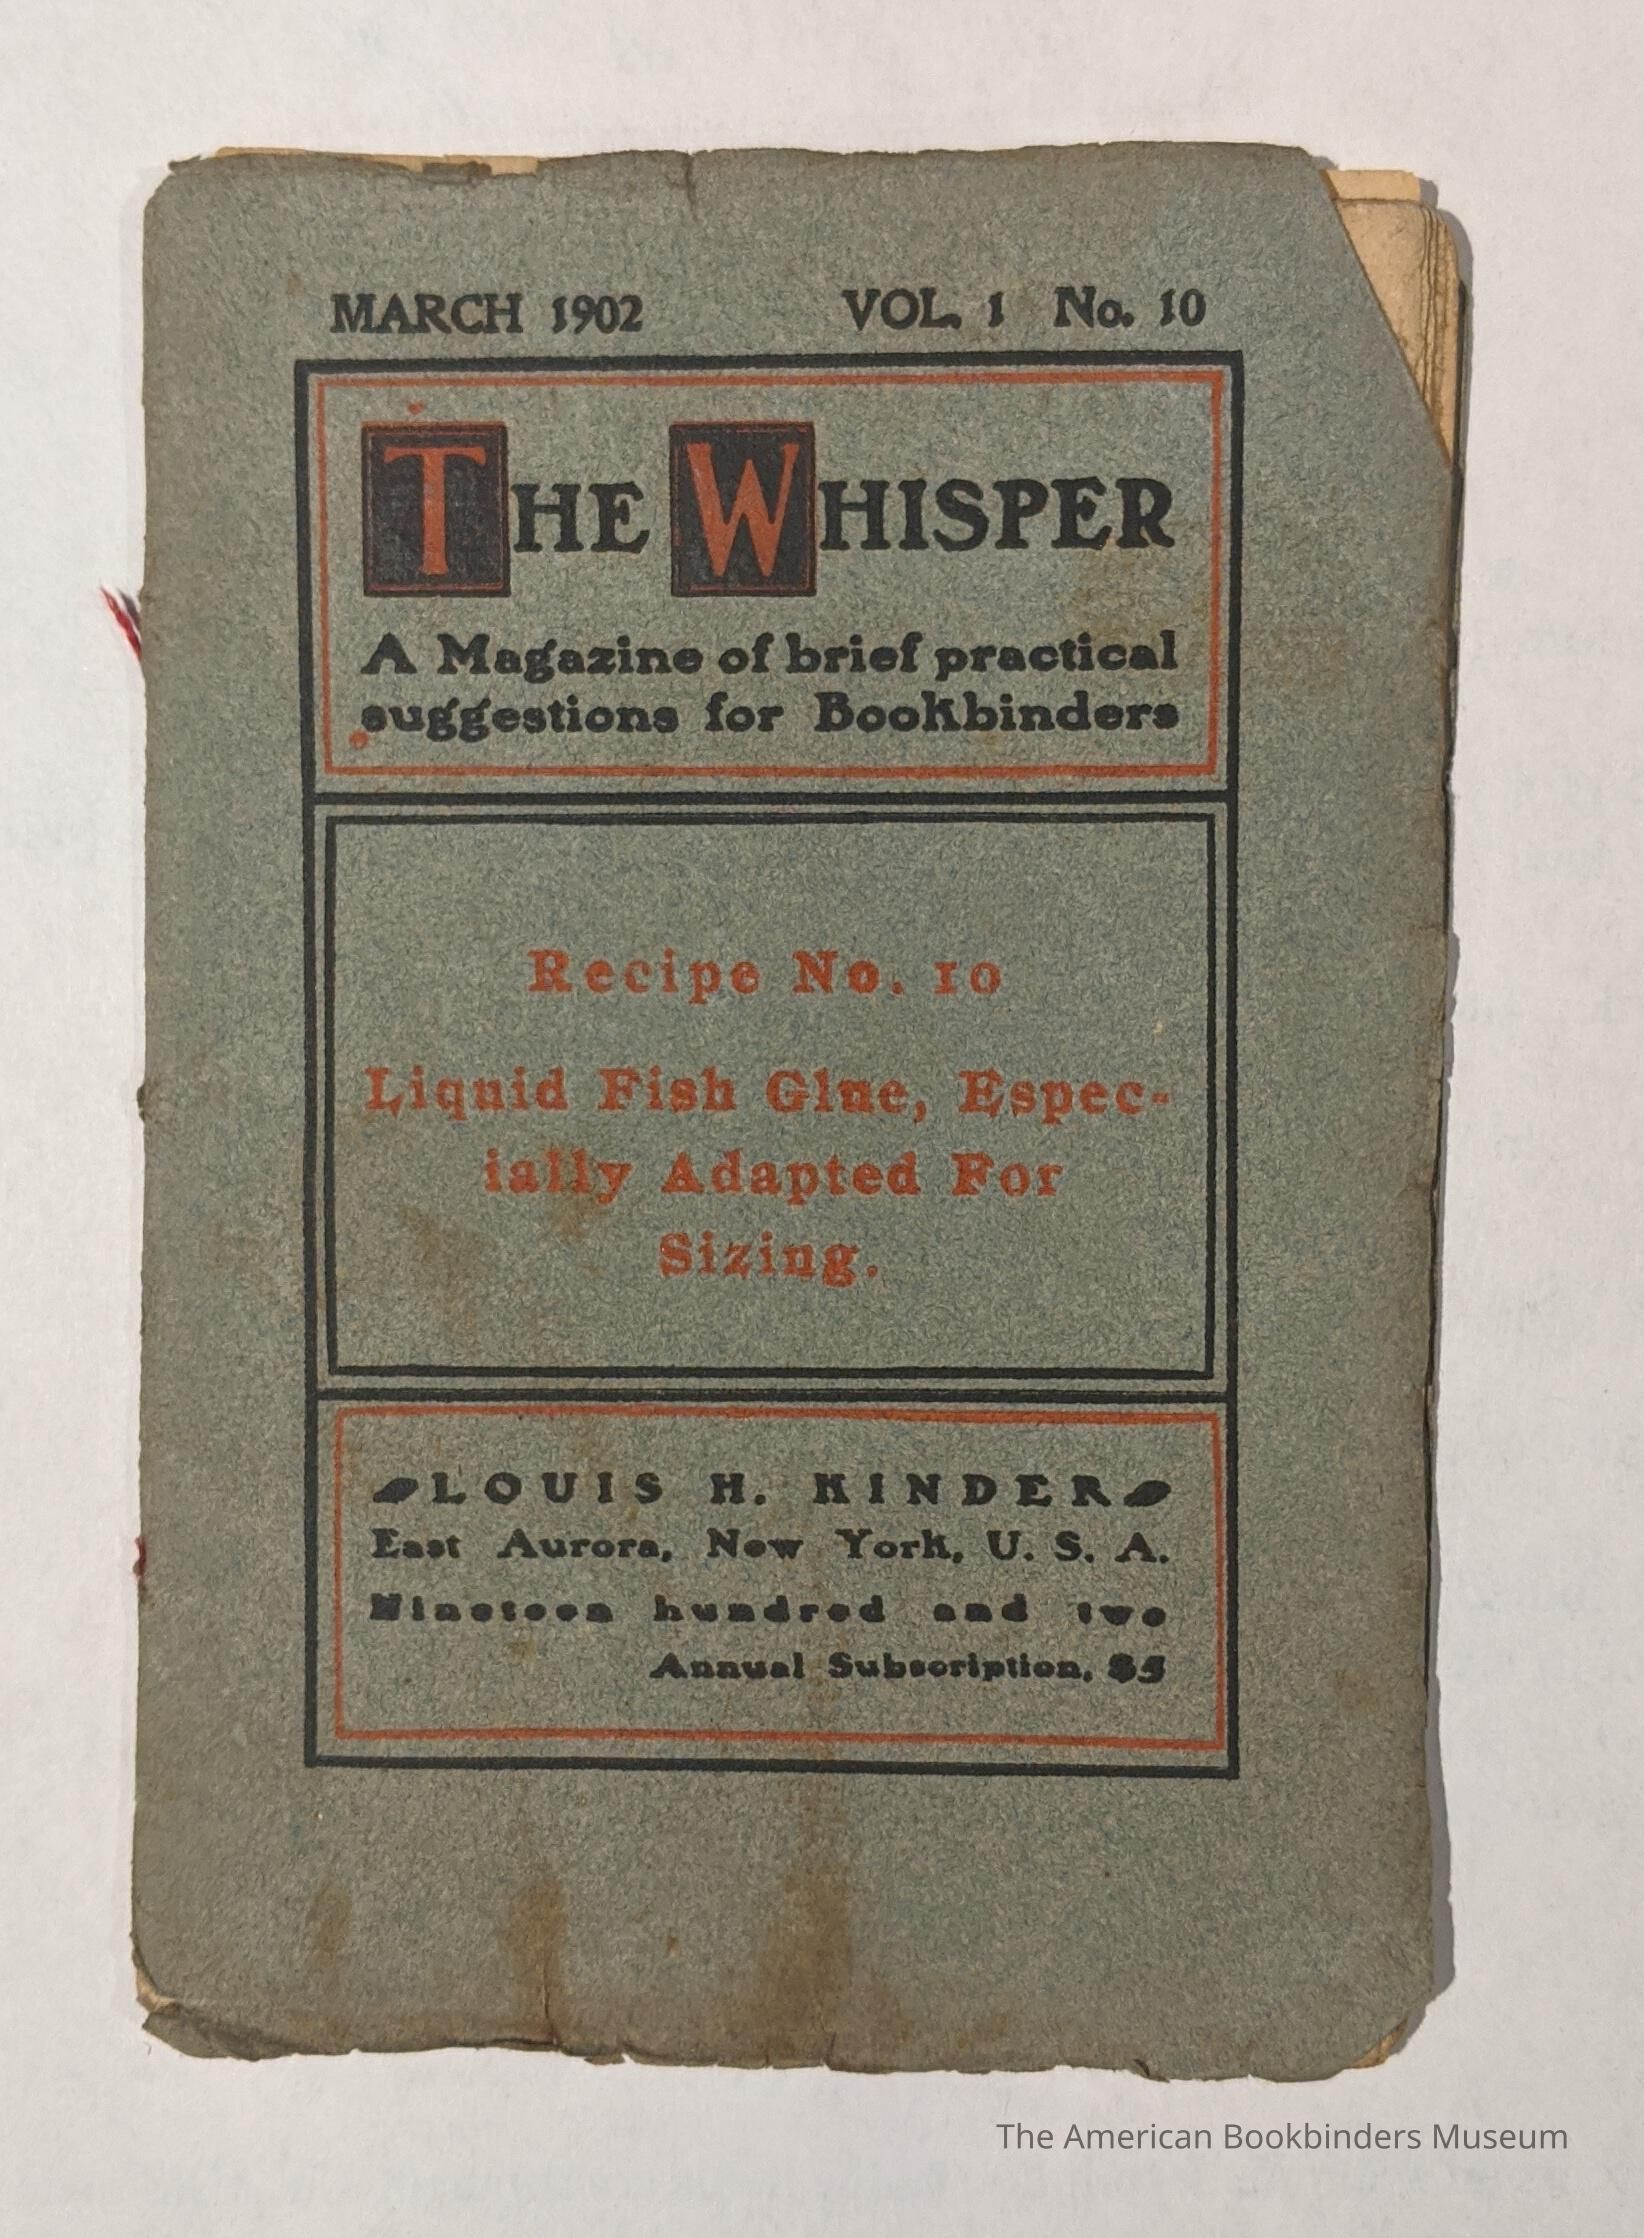 MARCH 1902 VOL. 1 No. 10
THE WHISPER
A Magazine of brief practical
suggestions for Bookbinders
Recipe No. 10
Liquid Fish Glue, Espec-
ially Adapted For
Sizing.
LOUIS H. KINDER
East Aurora, New York, U. S. A.
Nineteen hundred and two
Annual Subscription, $5
The American Bookbinders Museum